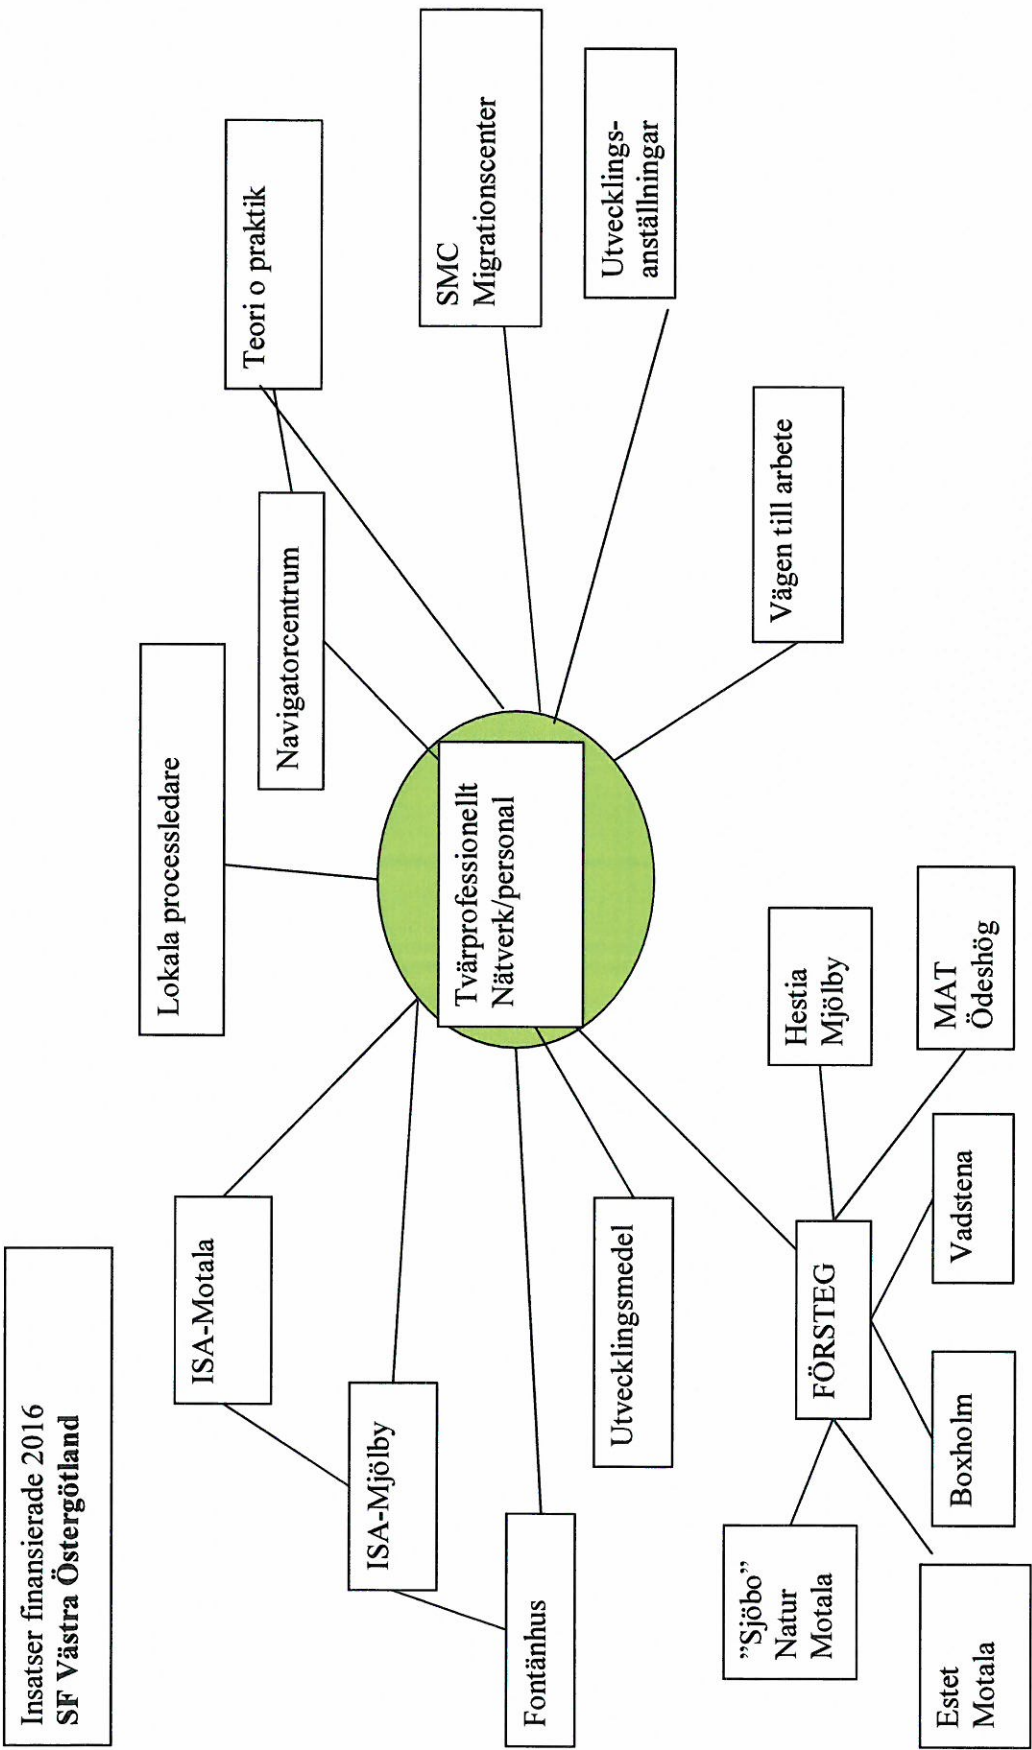 Insatser finansierade 2016
SF Västra Östergötland
Lokala processledare
ISA-Motala
Navigatorcentrum
Teori o praktik
ISA-Mjölby
Tvärprofessionellt
Nätverk/personal
SMC
Migrationscenter
Fontänhus
Utvecklingsmedel
Utvecklings-
anställningar
Vägen till arbete
FÖRSTEG
”Sjöbo”
Natur
Motala
Hestia
Mjölby
Estet
Motala
Boxholm
Vadstena
MAT
Ödeshög